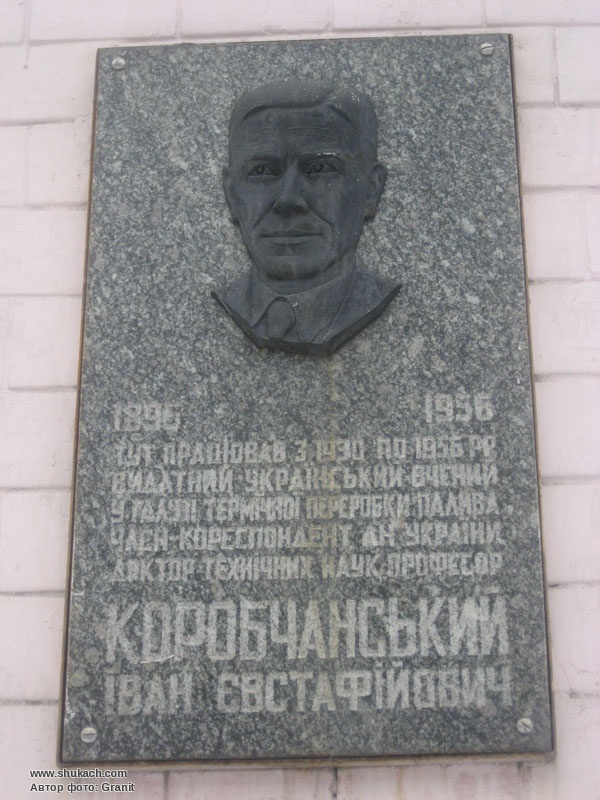 1896 1956
ТУТ ПРАЦЮВАВ З 1930 ПО 1956 РР
ВИДАТНИЙ УКРАЇНСЬКИЙ ВЧЕНИЙ
У ГАЛУЗІ ТЕРМІЧНОЇ ПЕРЕРОБКИ ПАЛИВА,
ЧЛЕН-КОРЕСПОНДЕНТ АН УКРАЇНИ,
ДОКТОР ТЕХНІЧНИХ НАУК, ПРОФЕСОР
КОРОБЧАНСЬКИЙ
ІВАН ЄВСТАФІЙОВИЧ
www.shukach.com
Автор фото: Granit